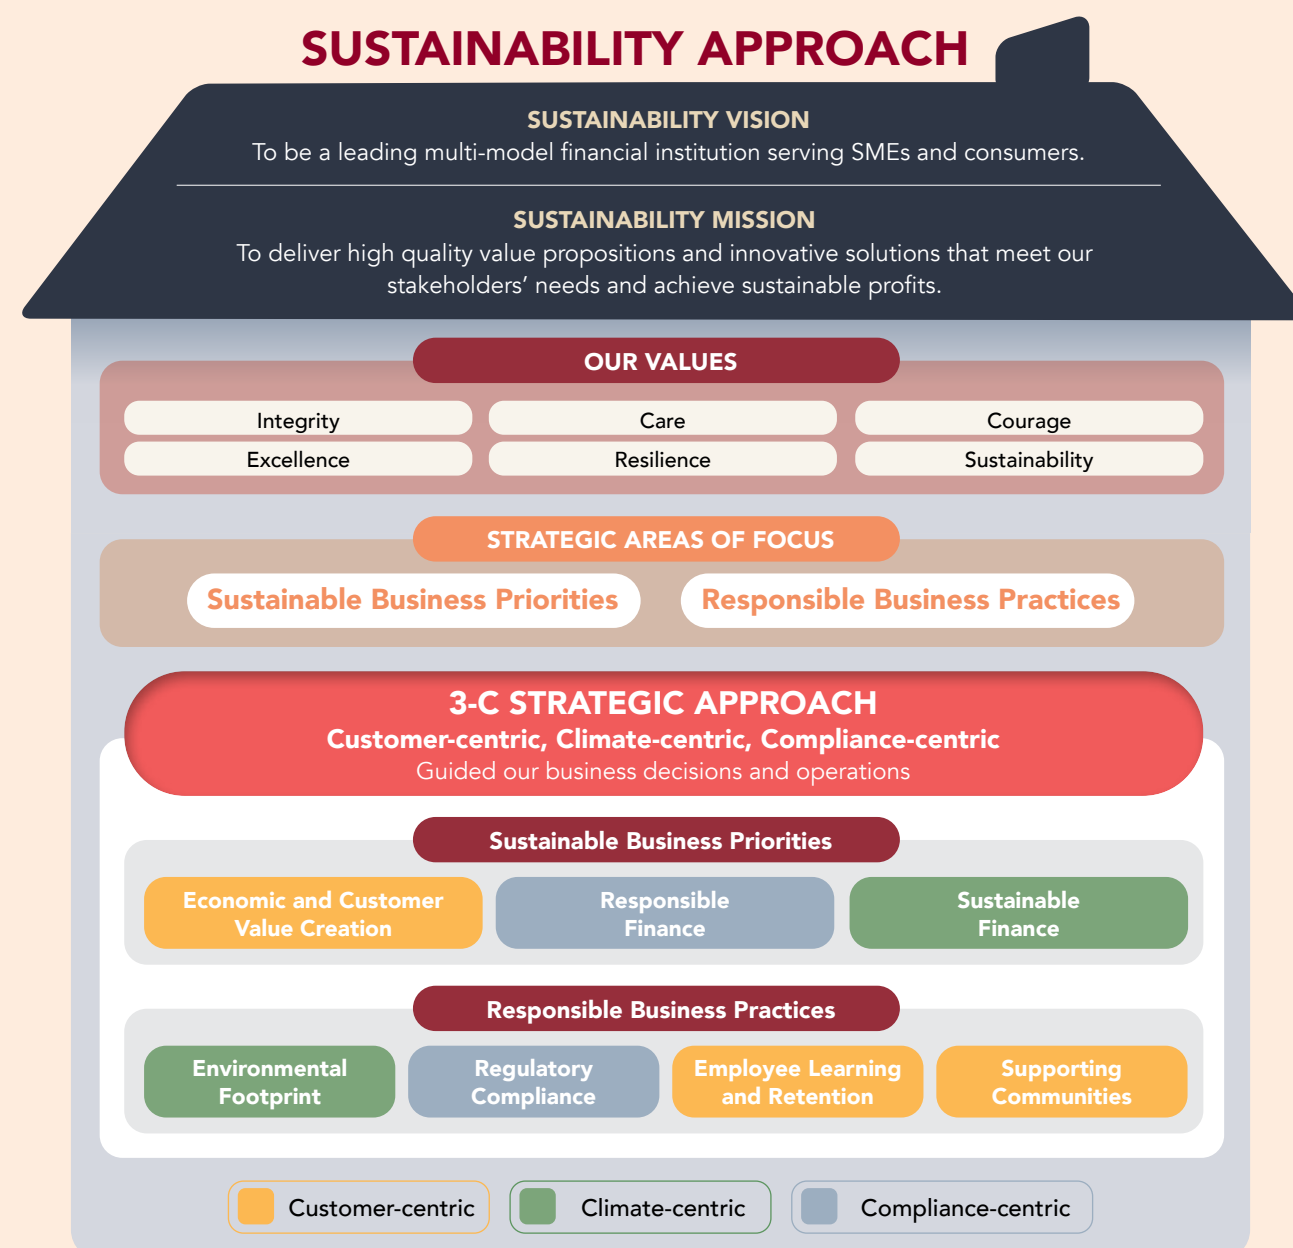 SUSTAINABILITY APPROACH
SUSTAINABILITY VISION
To be a leading multi-model financial institution serving SMEs and consumers.
SUSTAINABILITY MISSION
To deliver high quality value propositions and innovative solutions that meet our
stakeholders’ needs and achieve sustainable profits.
OUR VALUES
Integrity
Care
Courage
Excellence
Resilience
Sustainability
STRATEGIC AREAS OF FOCUS
Sustainable Business Priorities
Responsible Business Practices
3-C STRATEGIC APPROACH
Customer-centric, Climate-centric, Compliance-centric
Guided our business decisions and operations
Sustainable Business Priorities
Economic and Customer
Value Creation
Responsible
Finance
Sustainable
Finance
Responsible Business Practices
Environmental
Footprint
Regulatory
Compliance
Employee Learning
and Retention
Supporting
Communities
Customer-centric
Climate-centric
Compliance-centric